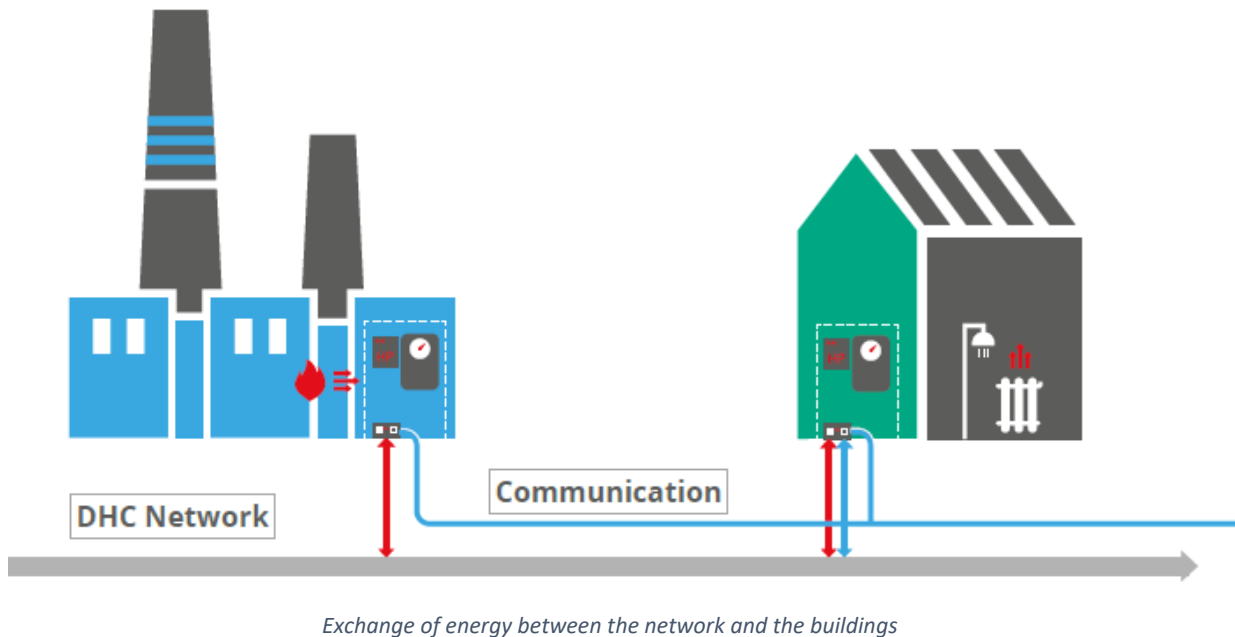 Communication
DHC Network
Exchange of energy between the network and the buildings